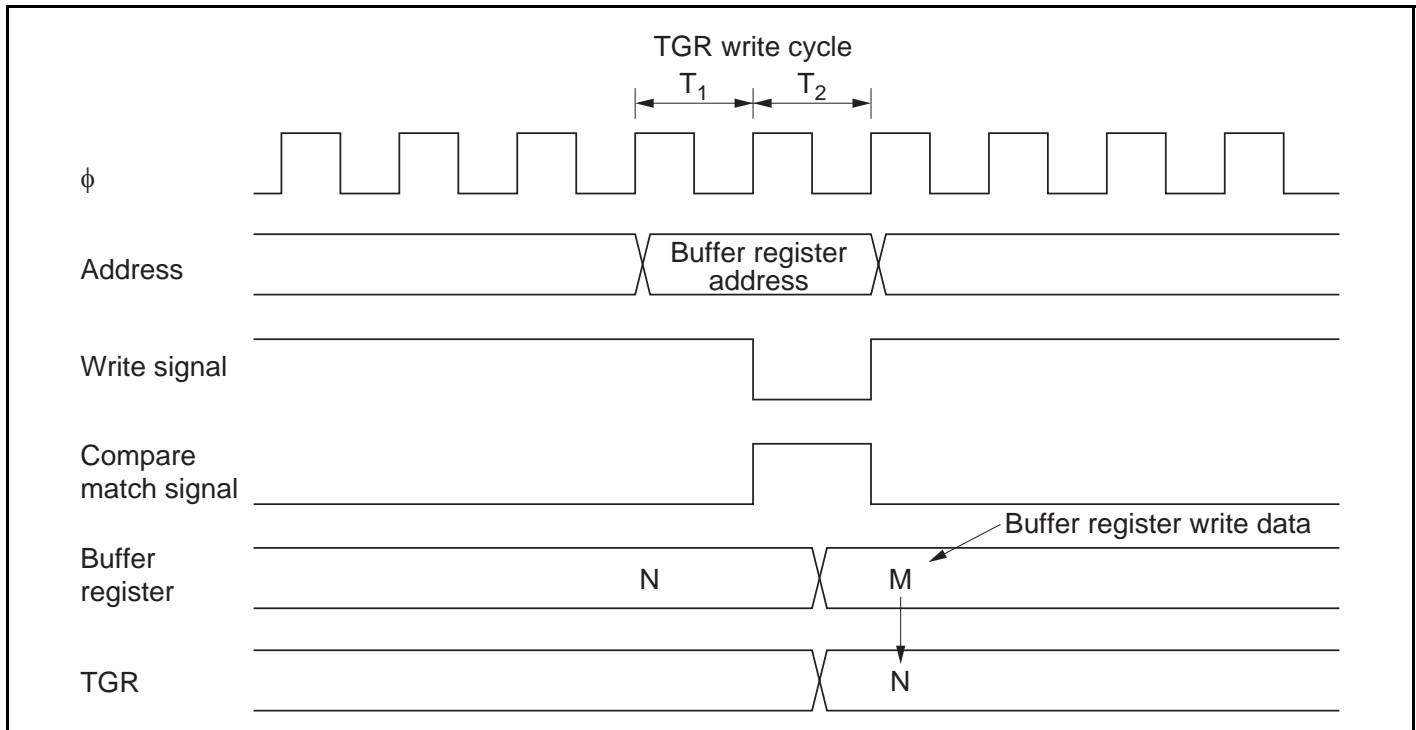 TGR write cycle
T1 T2
ϕ
Address
Buffer register
address
Write signal
Compare
match signal
Buffer register write data
Buffer
register
N M
TGR
N